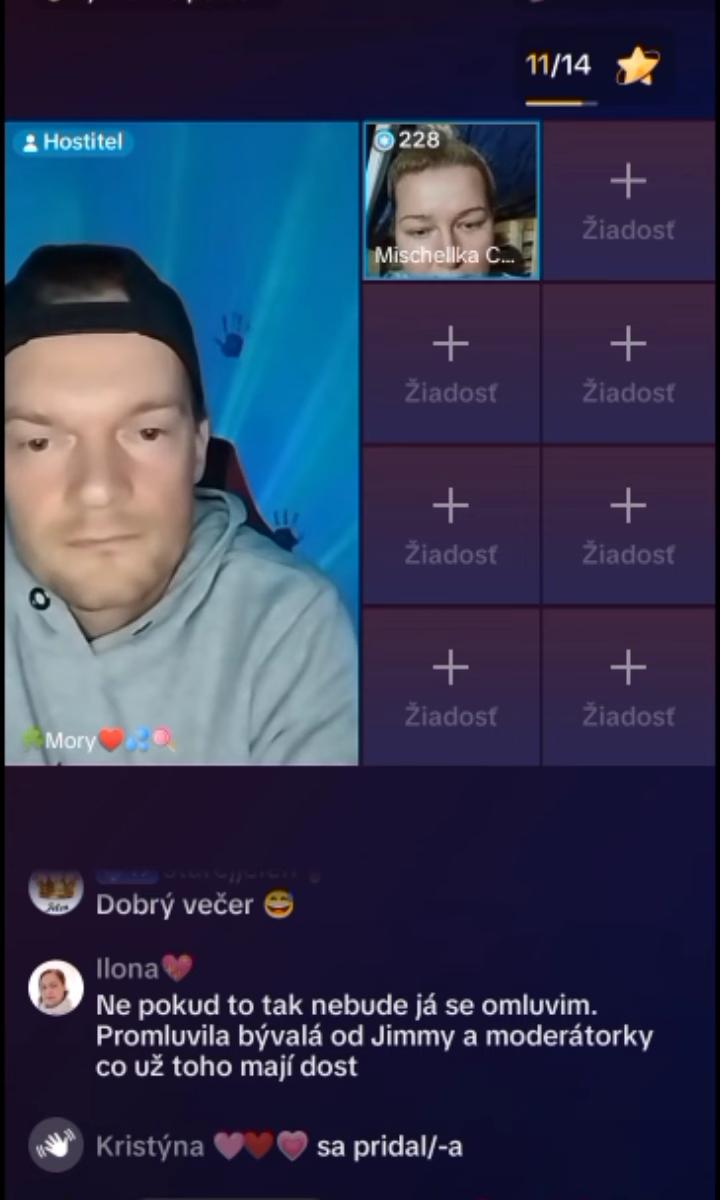 11/14
Hostitel
228
Mischellka C...
Žiadosť
Žiadosť
Žiadosť
Žiadosť
Žiadosť
Žiadosť
Žiadosť
🍀Mory❤️💦🍭
Dobrý večer 😅
Ilona💖
Ne pokud to tak nebude já se omluvim.
Promluvila bývalá od Jimmy a moderátorky
co už toho mají dost
Kristýna 🩷❤️💗 sa pridal/-a